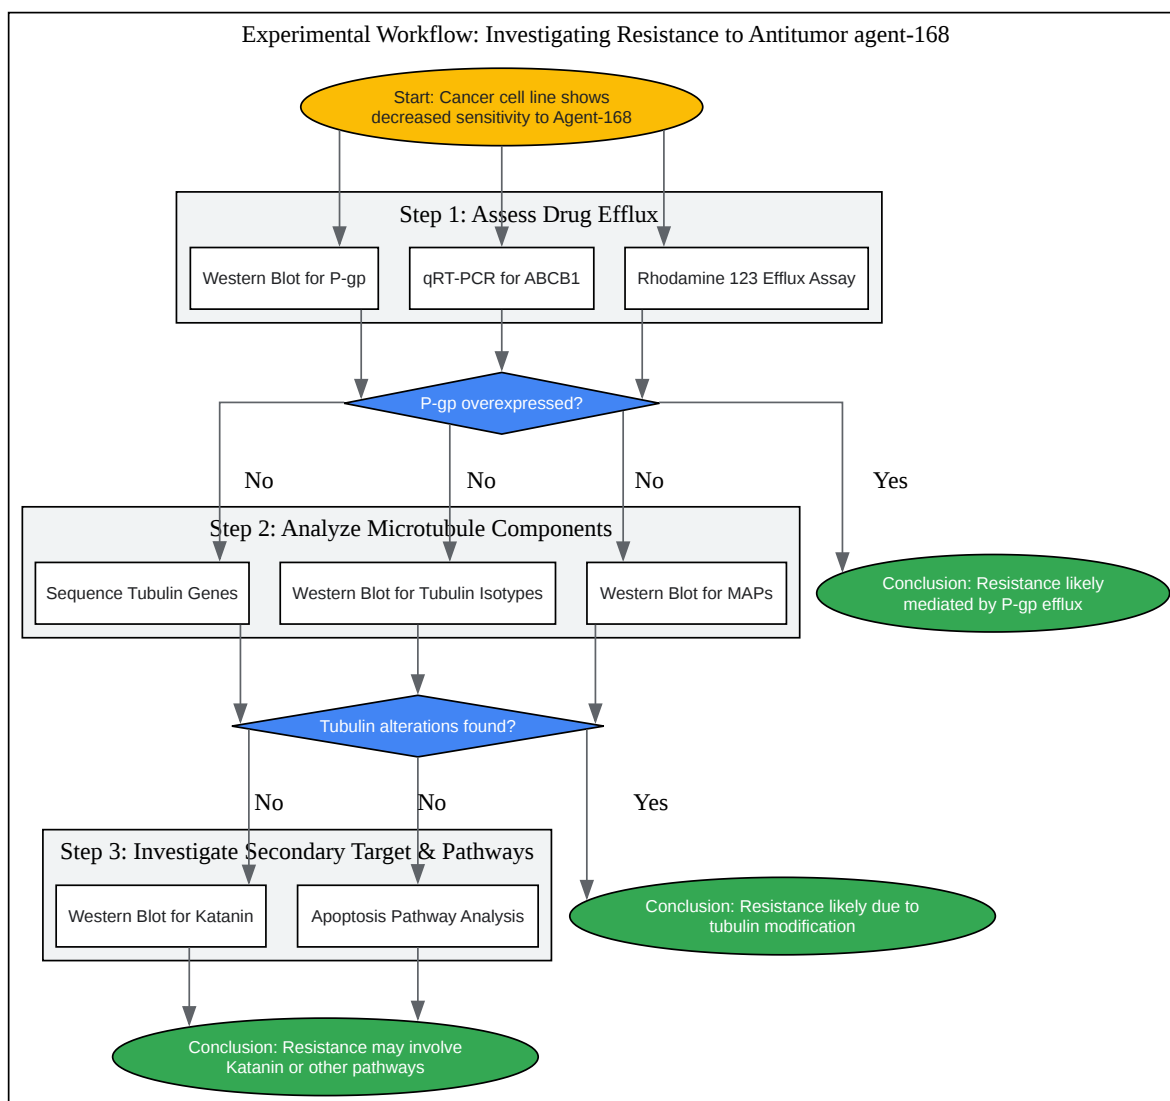 Experimental Workflow: Investigating Resistance to Antitumor agent-168
Start: Cancer cell line shows
decreased sensitivity to Agent-168
Step 1: Assess Drug Efflux
Western Blot for P-gp
qRT-PCR for ABCB1
Rhodamine 123 Efflux Assay
P-gp overexpressed?
No
No
No
Yes
Step 2: Analyze Microtubule Components
Sequence Tubulin Genes
Western Blot for Tubulin Isotypes
Western Blot for MAPs
Conclusion: Resistance likely
mediated by P-gp efflux
Tubulin alterations found?
No
No
Yes
Step 3: Investigate Secondary Target & Pathways
Western Blot for Katanin
Apoptosis Pathway Analysis
Conclusion: Resistance likely due to
tubulin modification
Conclusion: Resistance may involve
Katanin or other pathways